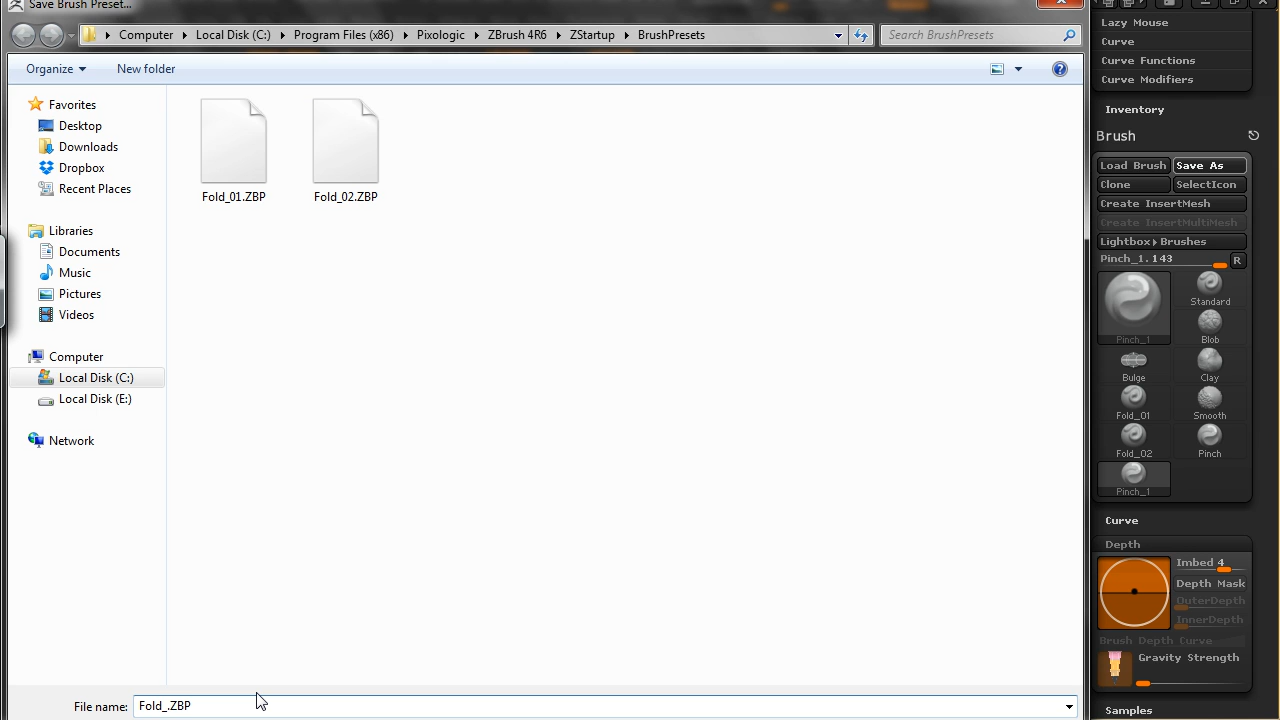 Save Brush Preset...
Computer Local Disk (C:) Program Files (x86) Pixologic ZBrush 4R6 ZStartup BrushPresets
Search BrushPresets
Organize New folder
Favorites
Desktop
Downloads
Dropbox
Recent Places
Libraries
Documents
Music
Pictures
Videos
Computer
Local Disk (C:)
Local Disk (E:)
Network
Fold_01.ZBP Fold_02.ZBP
File name: Fold_.ZBP
Lazy Mouse
Curve
Curve Functions
Curve Modifiers
Inventory
Brush
Load Brush Save As
Clone SelectIcon
Create InsertMesh
Create InsertMultiMesh
Lightbox Brushes
Pinch_1. 143 R
Pinch_1
Standard
Blob
Bulge Clay
Fold_01 Smooth
Fold_02 Pinch
Pinch_1
Curve
Depth
Imbed 4
Depth Mask
OuterDepth
InnerDepth
Brush Depth Curve
Gravity Strength
Samples